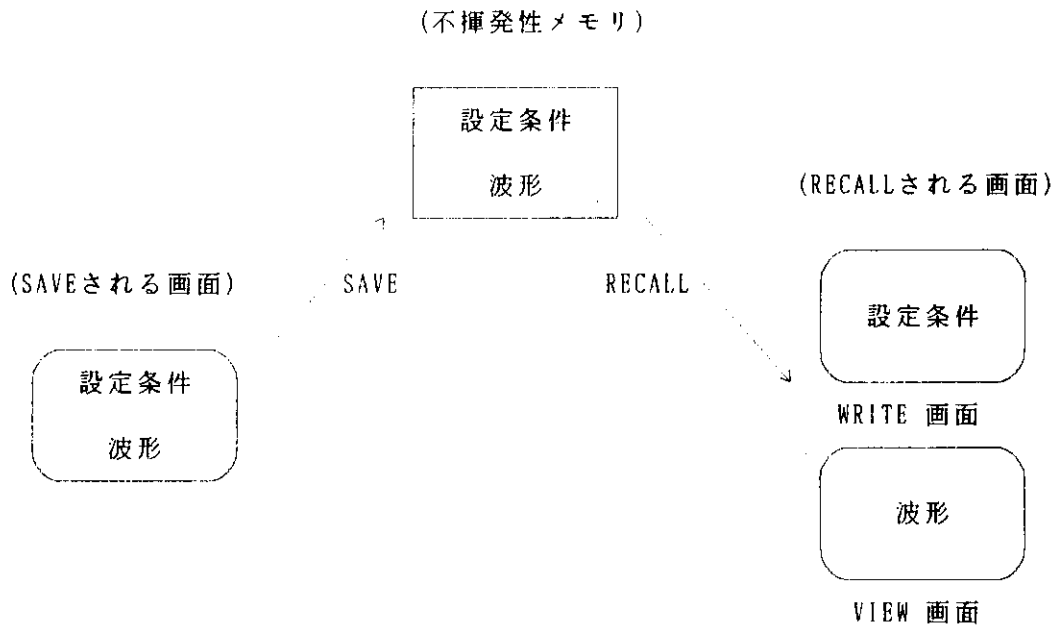 (不揮発性メモリ)
設定条件
波形
(RECALLされる画面)
(SAVEされる画面)
SAVE
RECALL
設定条件
設定条件
波形
WRITE 画面
波形
VIEW 画面